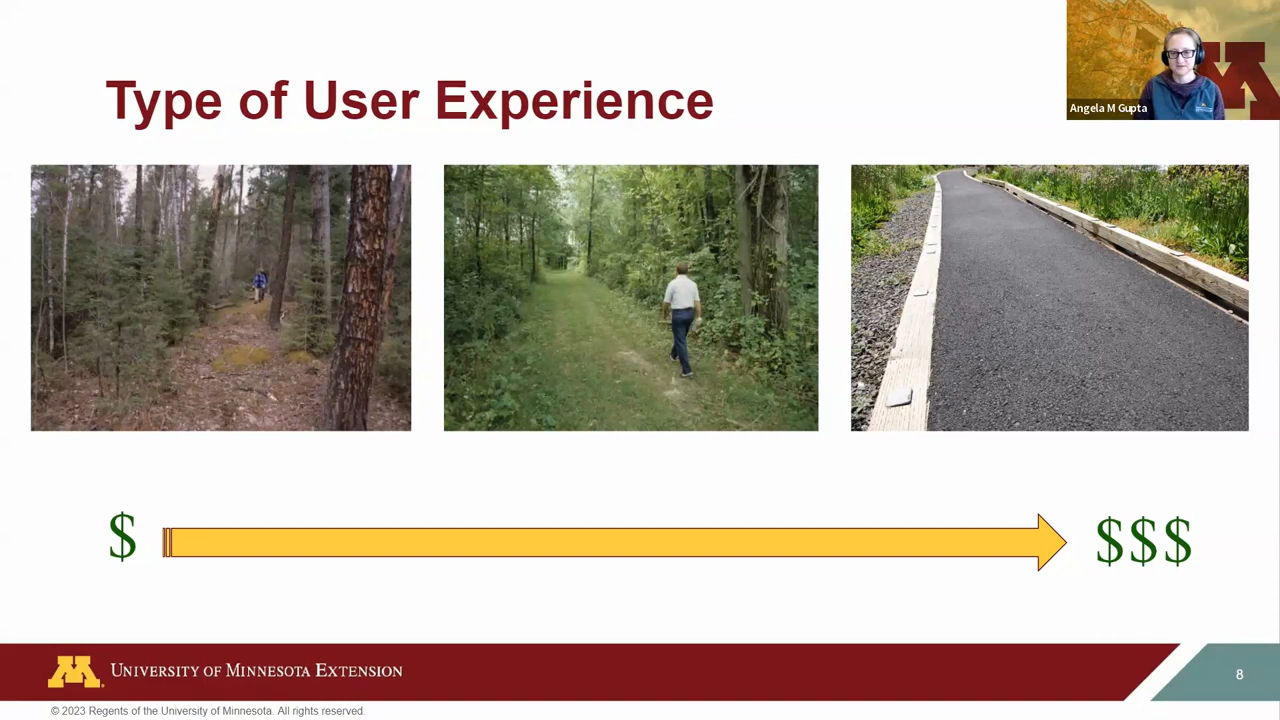 Type of User Experience
Angela M Gupta
$
$$$
UNIVERSITY OF MINNESOTA EXTENSION
8
© 2023 Regents of the University of Minnesota. All rights reserved.